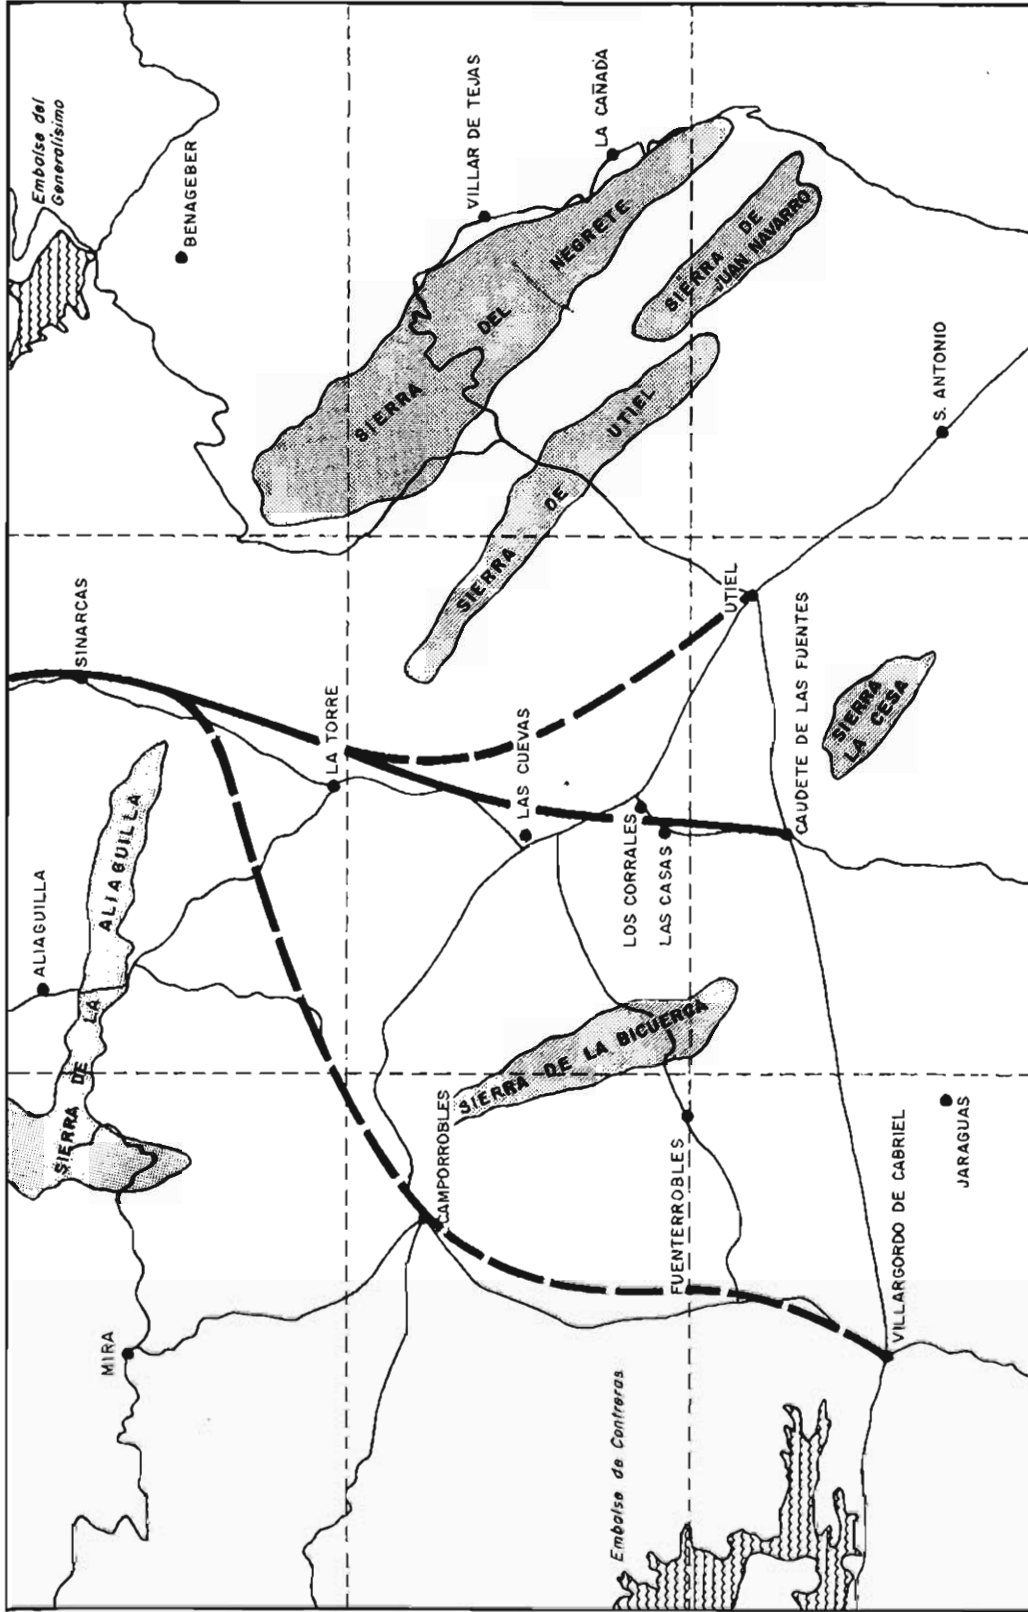 Embalse del
Generalísimo
BENAGEBER
VILLAR DE TEJAS
LA CAÑADA
SIERRA
DEL
NEGRETE
SIERRA DE
JUAN NAVARRO
SIERRA
DE
UTIEL
S. ANTONIO
SINARCAS
UTIEL
LA TORRE
LAS CUEVAS
CAUDETE DE LAS FUENTES
SIERRA
LA CESA
LOS CORRALES
LAS CASAS
ALIAGUILLA
SIERRA DE LA ALIAGUILLA
SIERRA DE LA BICUERCA
CAMPORROBLES
FUENTERROBLES
JARAGUAS
VILLARGORDO DE CABRIEL
MIRA
Embalse de Contreras